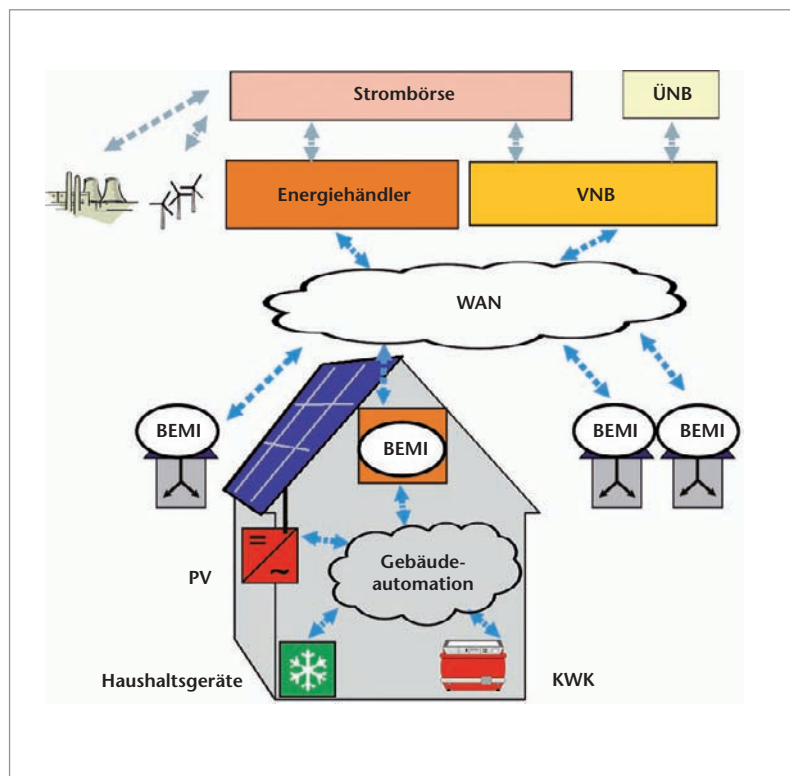 Strombörse
ÜNB
Energiehändler
VNB
WAN
BEMI
BEMI
BEMI
BEMI
Gebäude-
automation
PV
Haushaltsgeräte
KWK